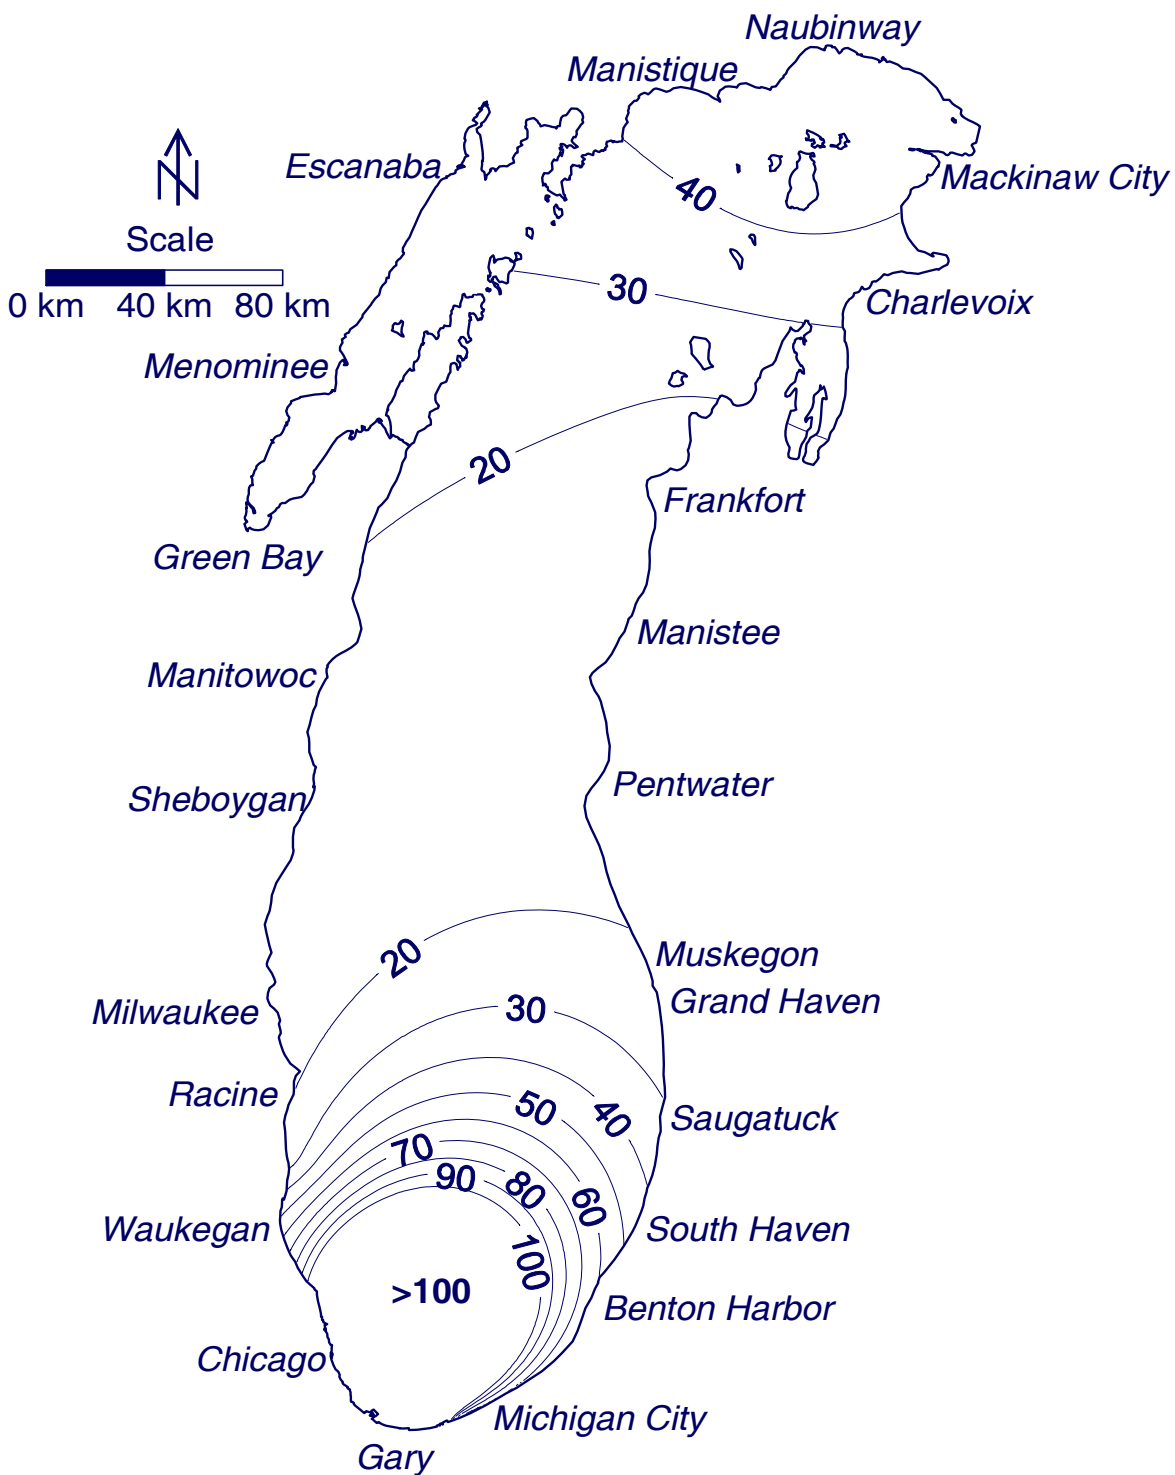 Naubinway
Manistique
Escanaba
Mackinaw City
N
40
Scale
0 km 40 km 80 km
30
Charlevoix
Menominee
20
Frankfort
Green Bay
Manistee
Manitowoc
Pentwater
Sheboygan
20
Muskegon
Grand Haven
30
Milwaukee
Racine
50
40
Saugatuck
70
90
80
60
Waukegan
South Haven
100
>100
Benton Harbor
Chicago
Michigan City
Gary